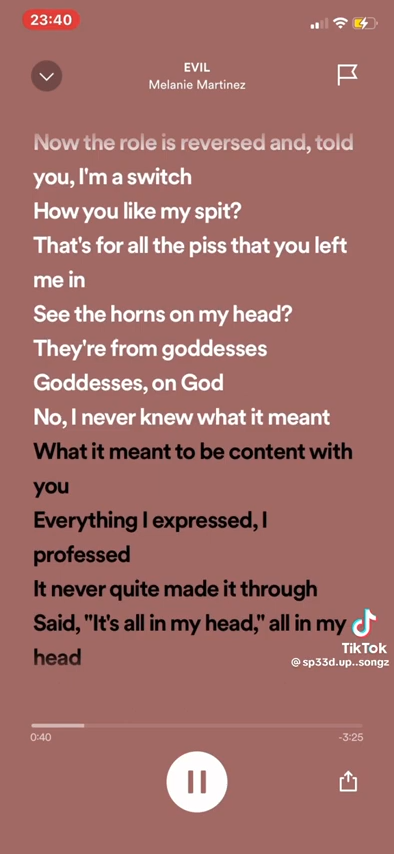 23:40
EVIL
Melanie Martinez
Now the role is reversed and, told
you, I'm a switch
How you like my spit?
That's for all the piss that you left
me in
See the horns on my head?
They're from goddesses
Goddesses, on God
No, I never knew what it meant
What it meant to be content with
you
Everything I expressed, I
professed
It never quite made it through
Said, "It's all in my head," all in my
head
TikTok
@sp33d.up..songz
0:40
-3:25